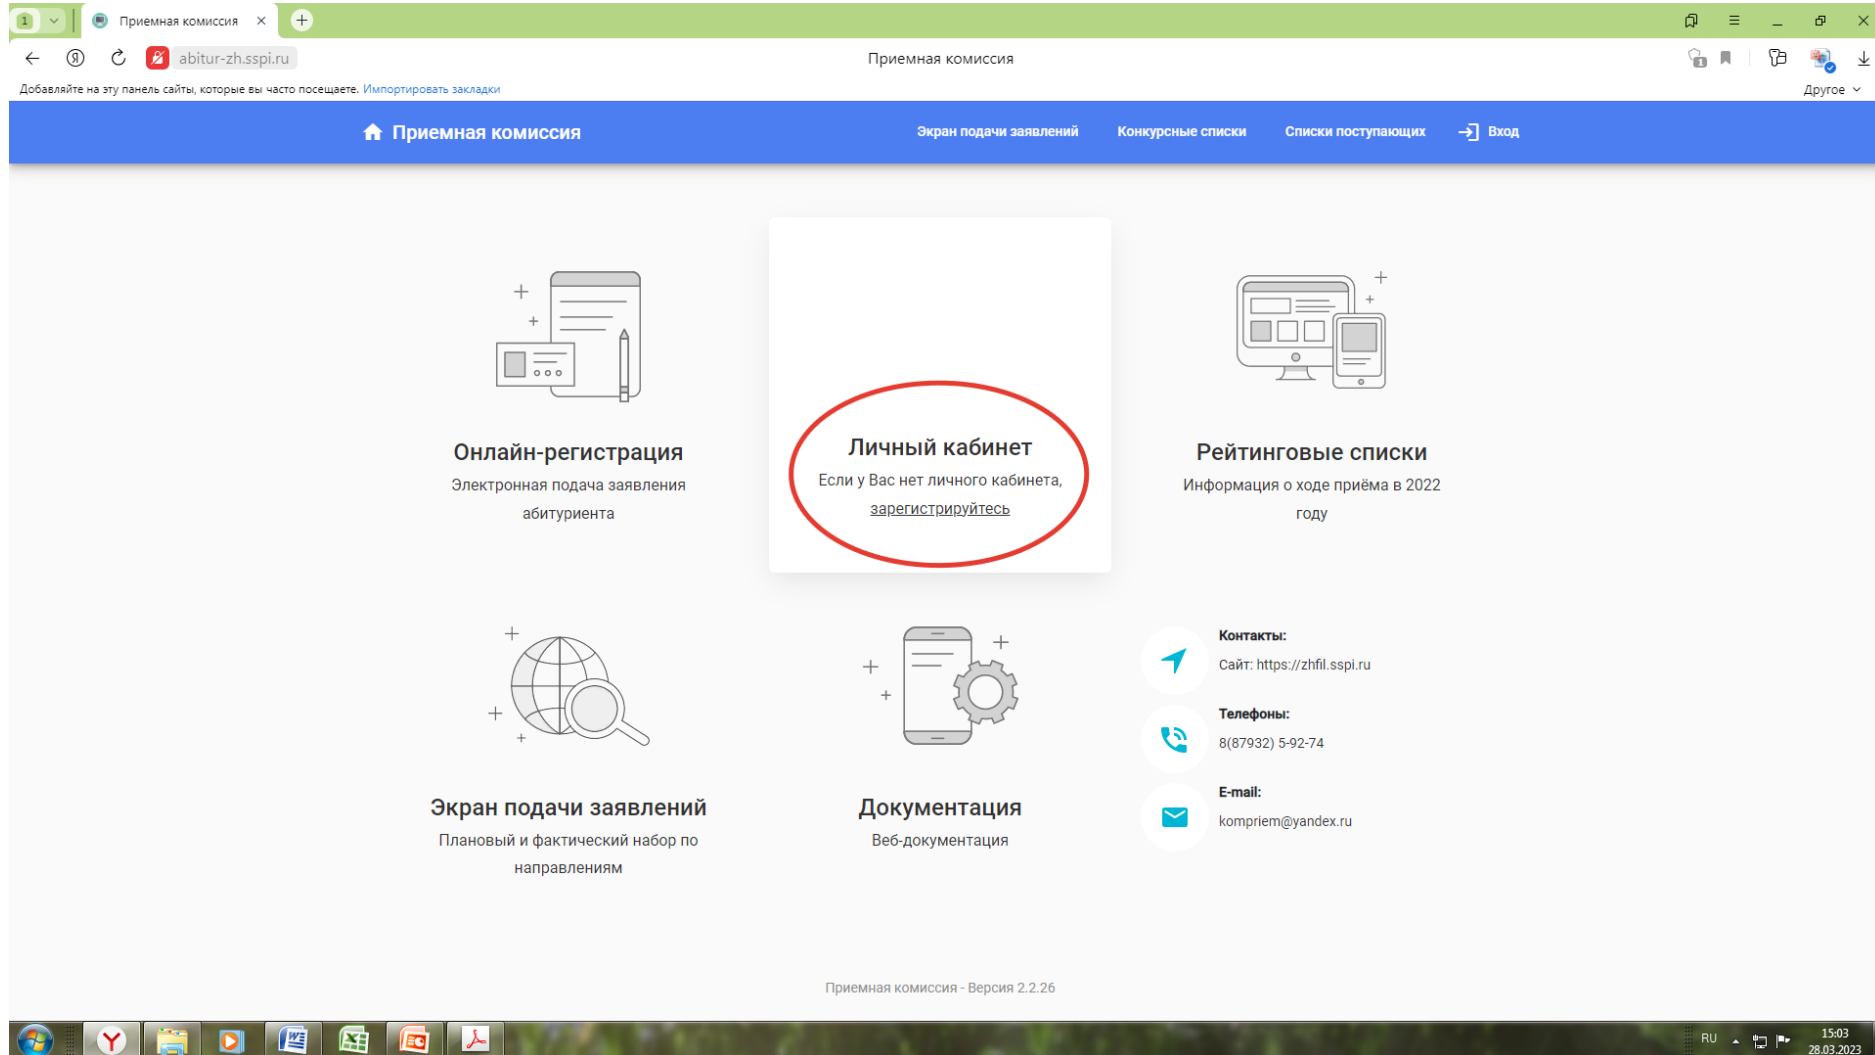 1
Приемная комиссия
abitur-zh.sspi.ru
Приемная комиссия
1
Добавляйте на эту панель сайты, которые вы часто посещаете. Импортировать закладки
Другое
Приемная комиссия
Экран подачи заявлений
Конкурсные списки
Списки поступающих
Вход
Онлайн-регистрация
Электронная подача заявления
абитуриента
Личный кабинет
Если у Вас нет личного кабинета,
зарегистрируйтесь
Рейтинговые списки
Информация о ходе приёма в 2022
году
Экран подачи заявлений
Плановый и фактический набор по
направлениям
Документация
Веб-документация
Контакты:
Сайт: https://zhfil.sspi.ru
Телефоны:
8(87932) 5-92-74
E-mail:
kompriem@yandex.ru
Приемная комиссия - Версия 2.2.26
RU
15:03
28.03.2023